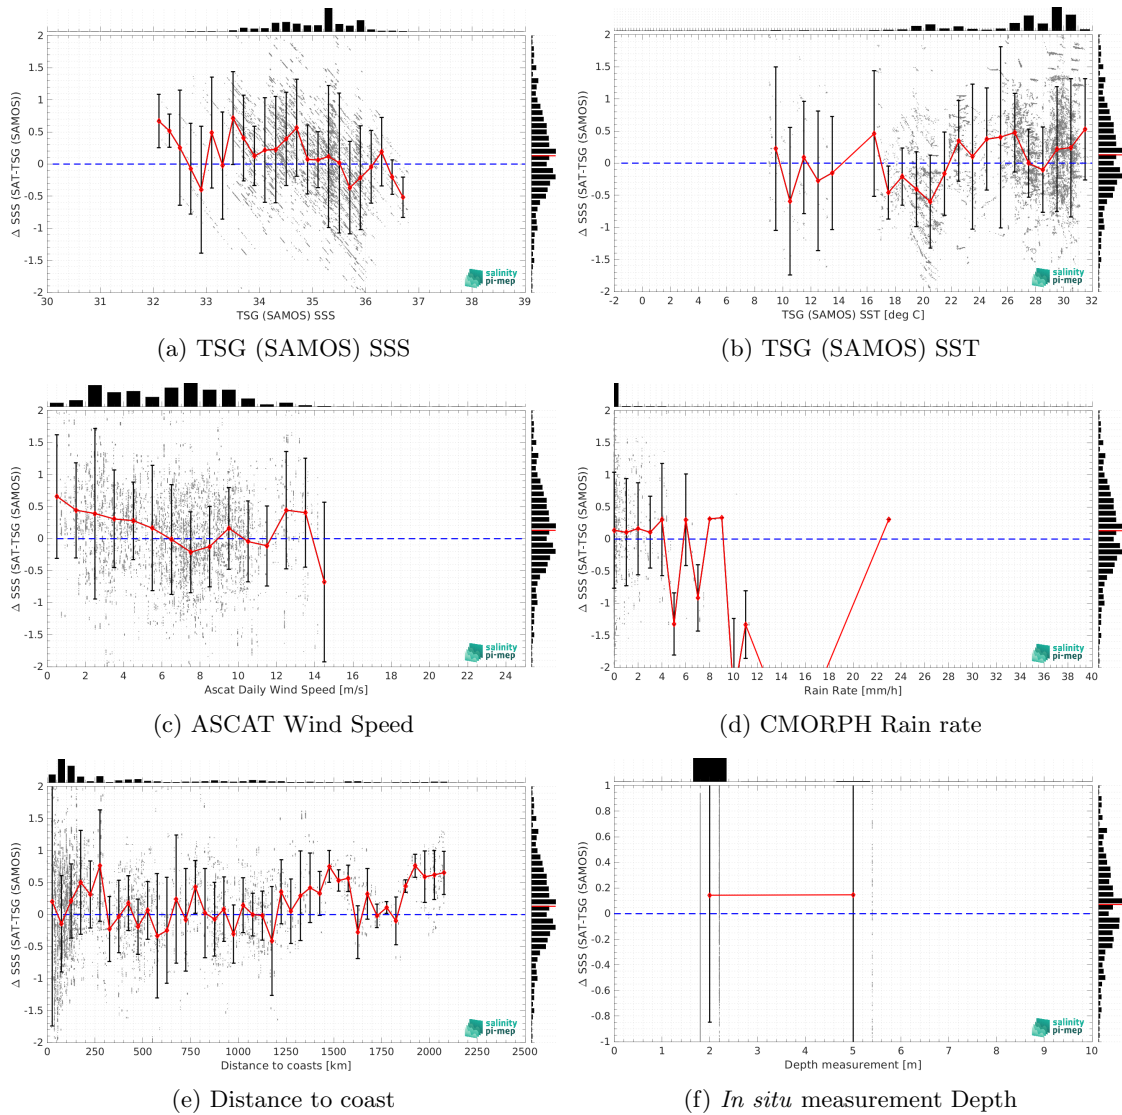 2
1.5
1
0.5
0
-0.5
-1
-1.5
-2
Δ SSS (SAT-TSG (SAMOS))
30 31 32 33 34 35 36 37 38 39
TSG (SAMOS) SSS
salinity
pi-mep
(a) TSG (SAMOS) SSS
2
1.5
1
0.5
0
-0.5
-1
-1.5
-2
Δ SSS (SAT-TSG (SAMOS))
-2 0 2 4 6 8 10 12 14 16 18 20 22 24 26 28 30 32
TSG (SAMOS) SST [deg C]
salinity
pi-mep
(b) TSG (SAMOS) SST
2
1.5
1
0.5
0
-0.5
-1
-1.5
-2
Δ SSS (SAT-TSG (SAMOS))
0 2 4 6 8 10 12 14 16 18 20 22 24
Ascat Daily Wind Speed [m/s]
salinity
pi-mep
(c) ASCAT Wind Speed
2
1.5
1
0.5
0
-0.5
-1
-1.5
-2
Δ SSS (SAT-TSG (SAMOS))
0 2 4 6 8 10 12 14 16 18 20 22 24 26 28 30 32 34 36 38 40
Rain Rate [mm/h]
salinity
pi-mep
(d) CMORPH Rain rate
2
1.5
1
0.5
0
-0.5
-1
-1.5
-2
Δ SSS (SAT-TSG (SAMOS))
0 250 500 750 1000 1250 1500 1750 2000 2250 2500
Distance to coasts [km]
salinity
pi-mep
(e) Distance to coast
1
0.8
0.6
0.4
0.2
0
-0.2
-0.4
-0.6
-0.8
-1
Δ SSS (SAT-TSG (SAMOS))
0 1 2 3 4 5 6 7 8 9 10
Depth measurement [m]
salinity
pi-mep
(f) In situ measurement Depth